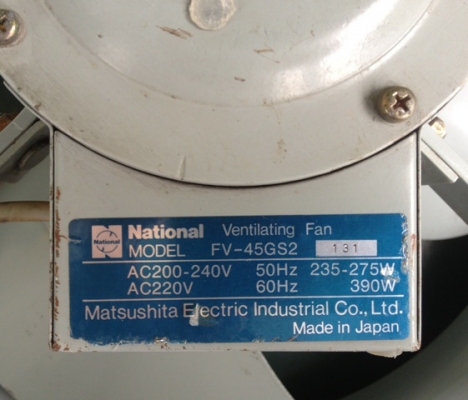 National Ventilating Fan
National MODEL FV-45GS2 131
AC200-240V 50Hz 235-275W
AC220V 60Hz 390W
Matsushita Electric Industrial Co., Ltd.
Made in Japan